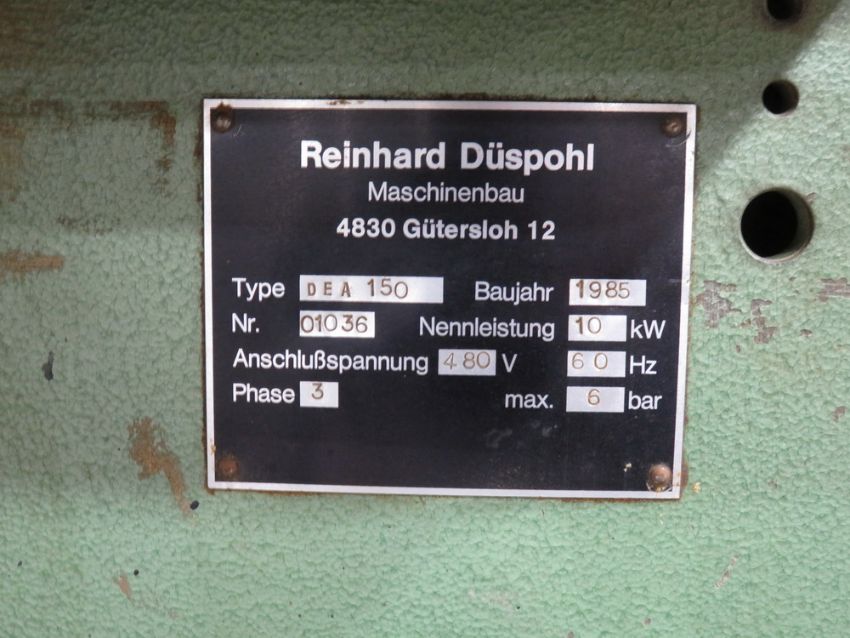 Reinhard Düspohl
Maschinenbau
4830 Gütersloh 12
Type DEA 150 Baujahr 1985
Nr. 01036 Nennleistung 10 kW
Anschlußspannung 480 V 60 Hz
Phase 3 max. 6 bar